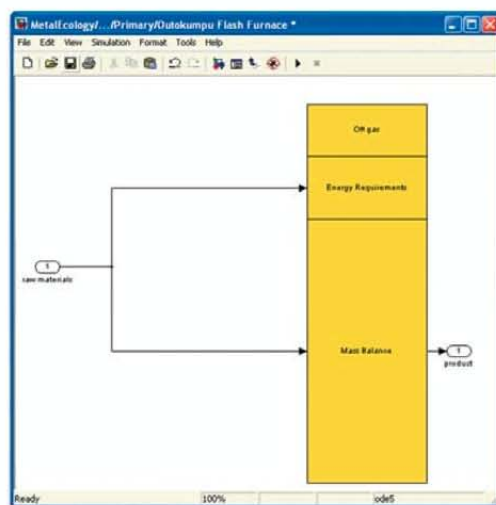 MetalEcology/.../Primary/Outokumpu Flash Furnace *
File Edit View Simulation Format Tools Help
Off gas
Energy Requirements
1
raw materials
Mass Balance
1
product
Ready 100% ode5